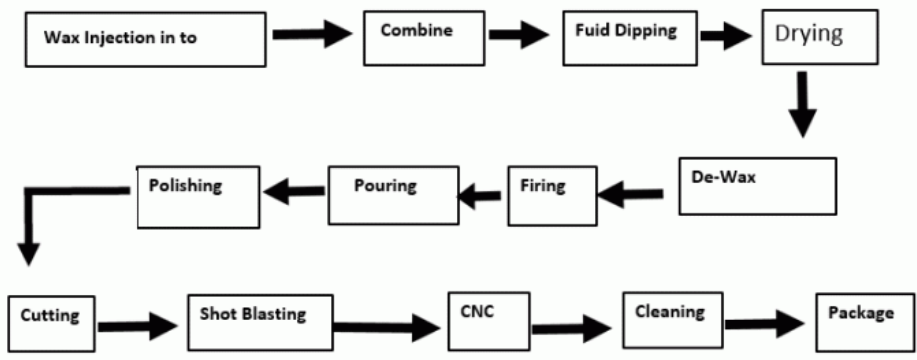 Wax Injection in to
Combine
Fuid Dipping
Drying
De-Wax
Firing
Pouring
Polishing
Cutting
Shot Blasting
CNC
Cleaning
Package